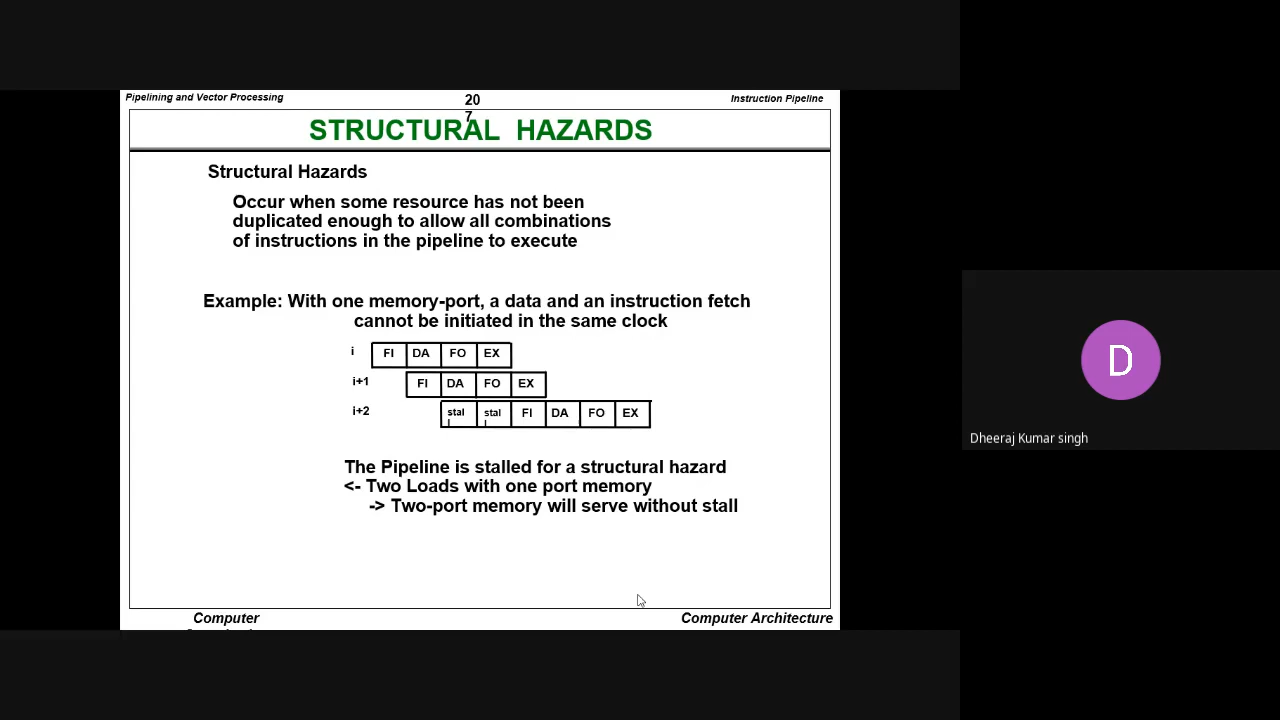 Pipelining and Vector Processing
20
7
Instruction Pipeline
STRUCTURAL HAZARDS
Structural Hazards
Occur when some resource has not been
duplicated enough to allow all combinations
of instructions in the pipeline to execute
Example: With one memory-port, a data and an instruction fetch
cannot be initiated in the same clock
i FI DA FO EX
i+1 FI DA FO EX
i+2 stal l stal l FI DA FO EX
The Pipeline is stalled for a structural hazard
<- Two Loads with one port memory
-> Two-port memory will serve without stall
Computer
Computer Architecture
D
Dheeraj Kumar singh